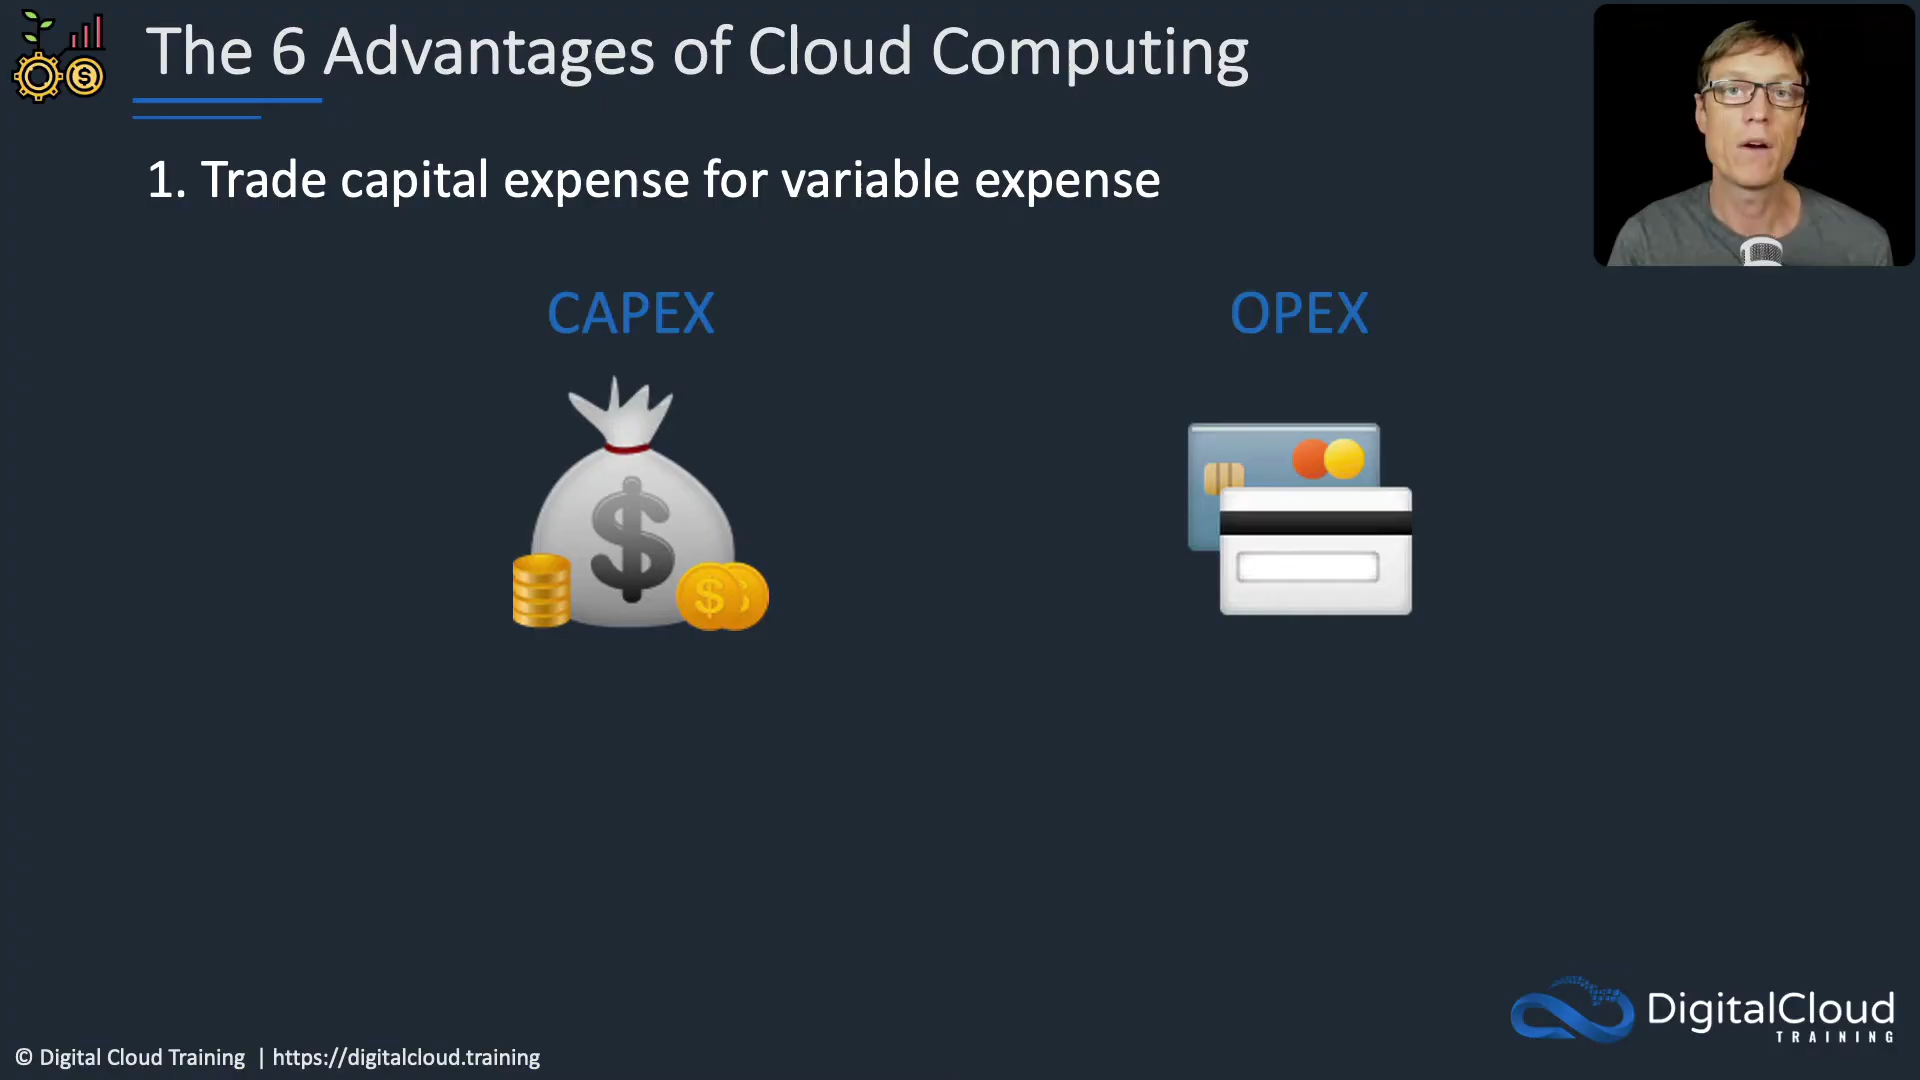 The 6 Advantages of Cloud Computing
1. Trade capital expense for variable expense
CAPEX
OPEX
$
$
DigitalCloud
TRAINING
© Digital Cloud Training | https://digitalcloud.training